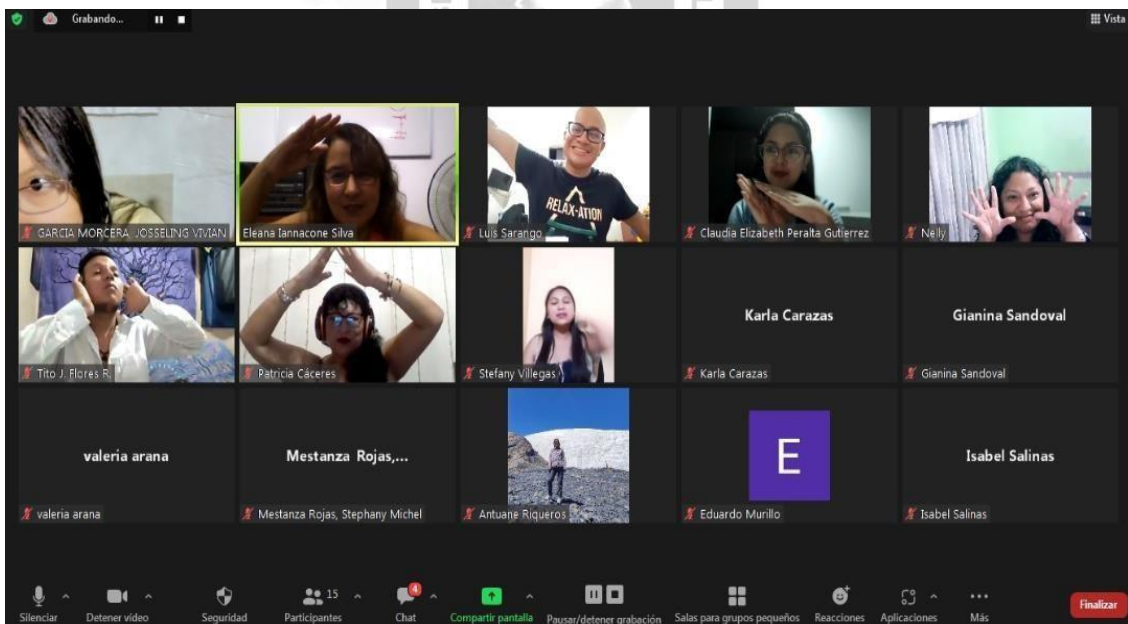 Grabando...
Vista
RELAX-ATION
GARCIA MORCERA, JOSSELING VIVIAN
Eleana Iannacone Silva
Luis Sarango
Claudia Elizabeth Peralta Gutierrez
Nelly
Karla Carazas
Gianina Sandoval
Tito J. Flores R.
Patricia Cáceres
Stefany Villegas
Karla Carazas
Gianina Sandoval
valeria arana
Mestanza Rojas,...
E
Isabel Salinas
valeria arana
Mestanza Rojas, Stephany Michel
Antuane Riqueros
Eduardo Murillo
Isabel Salinas
15
4
Finalizar
Silenciar
Detener vídeo
Seguridad
Participantes
Chat
Compartir pantalla
Pausar/detener grabación
Salas para grupos pequeños
Reacciones
Aplicaciones
Más